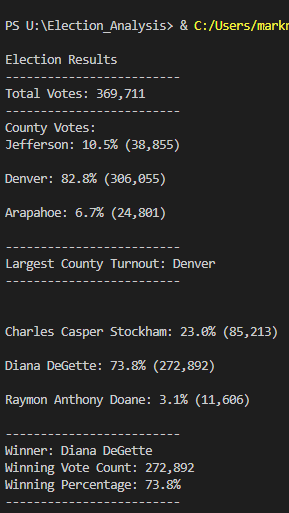 PS U:\Election_Analysis> & C:/Users/markr
Election Results
-------------------------
Total Votes: 369,711
-------------------------
County Votes:
Jefferson: 10.5% (38,855)
Denver: 82.8% (306,055)
Arapahoe: 6.7% (24,801)
-------------------------
Largest County Turnout: Denver
-------------------------
Charles Casper Stockham: 23.0% (85,213)
Diana DeGette: 73.8% (272,892)
Raymon Anthony Doane: 3.1% (11,606)
-------------------------
Winner: Diana DeGette
Winning Vote Count: 272,892
Winning Percentage: 73.8%
-------------------------